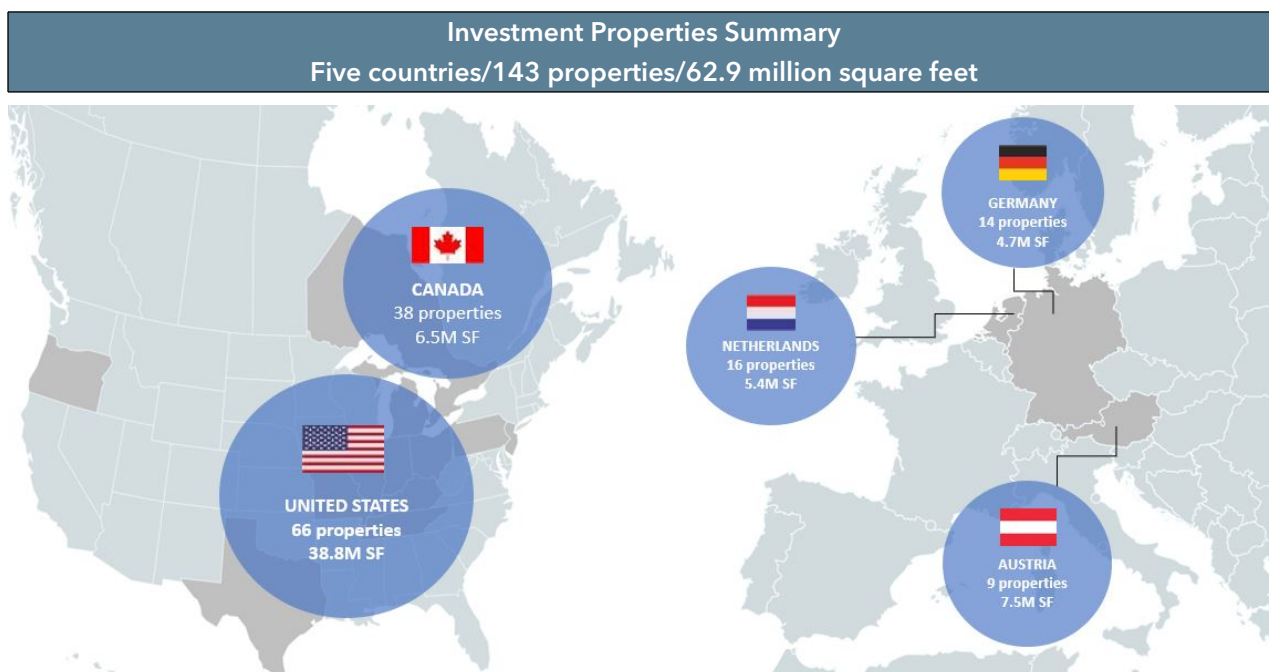 Investment Properties Summary
Five countries/143 properties/62.9 million square feet
CANADA
38 properties
6.5M SF
UNITED STATES
66 properties
38.8M SF
GERMANY
14 properties
4.7M SF
NETHERLANDS
16 properties
5.4M SF
AUSTRIA
9 properties
7.5M SF